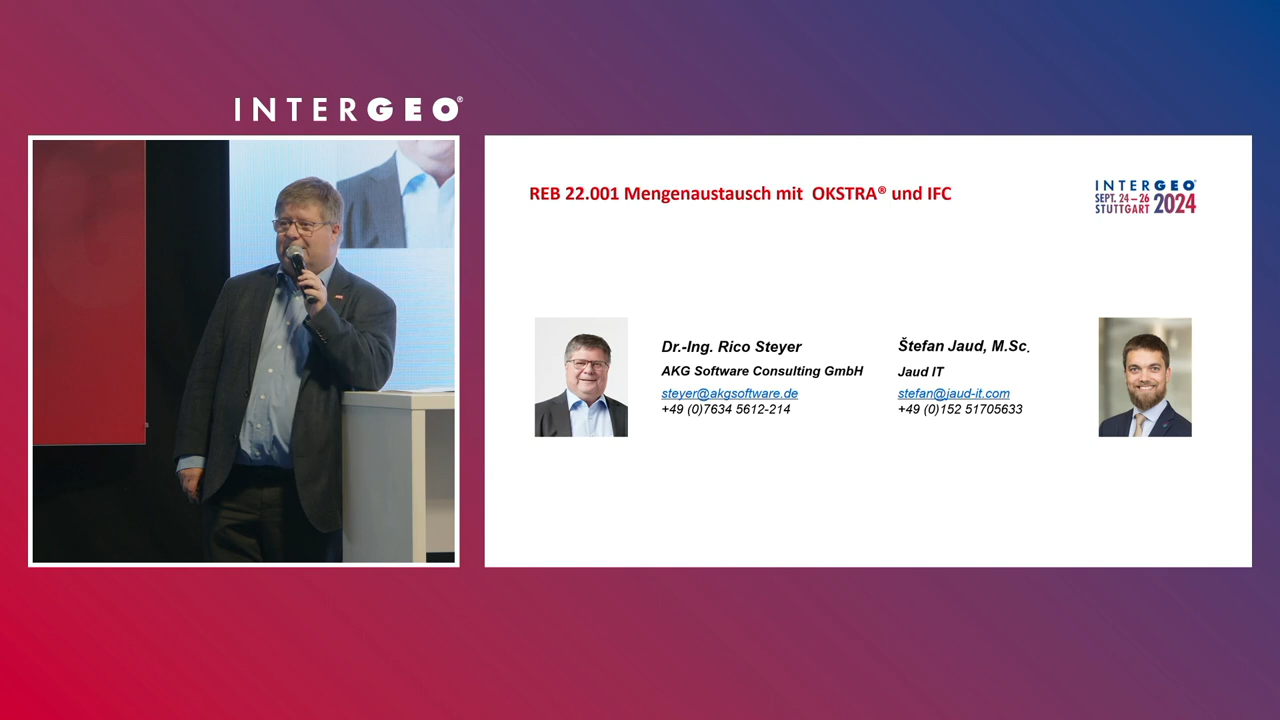 INTERGEO®
REB 22.001 Mengenaustausch mit OKSTRA® und IFC
INTERGEO®
SEPT. 24 – 26
STUTTGART 2024
Dr.-Ing. Rico Steyer
AKG Software Consulting GmbH
steyer@akgsoftware.de
+49 (0)7634 5612-214
Štefan Jaud, M.Sc.
Jaud IT
stefan@jaud-it.com
+49 (0)152 51705633